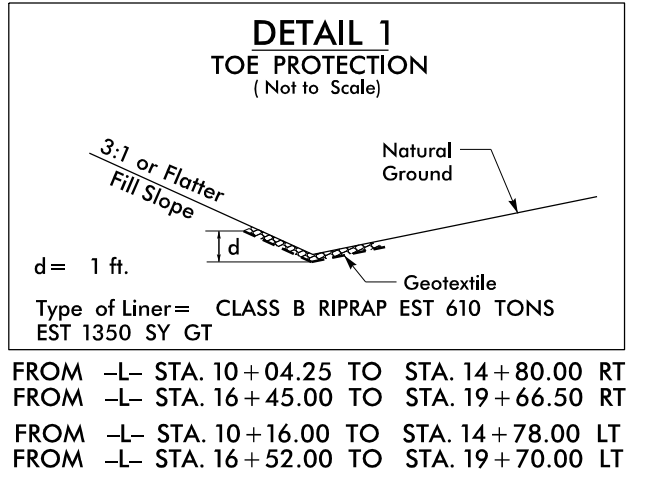 DETAIL 1
TOE PROTECTION
( Not to Scale)
3:1 or Flatter
Fill Slope
Natural
Ground
d
d= 1 ft.
Geotextile
Type of Liner= CLASS B RIPRAP EST 610 TONS
EST 1350 SY GT
FROM -L- STA. 10+04.25 TO STA. 14+80.00 RT
FROM -L- STA. 16+45.00 TO STA. 19+66.50 RT
FROM -L- STA. 10+16.00 TO STA. 14+78.00 LT
FROM -L- STA. 16+52.00 TO STA. 19+70.00 LT